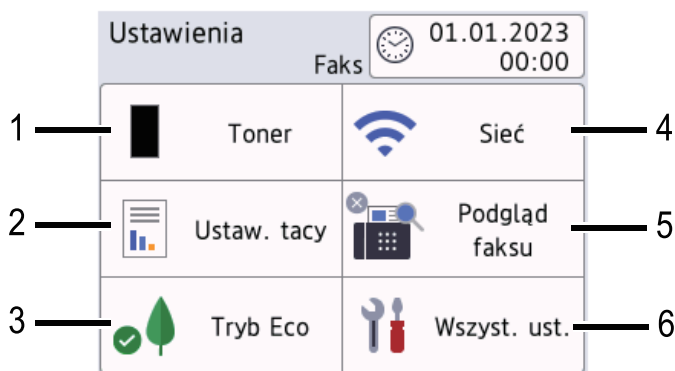 Ustawienia
Faks
01.01.2023
00:00
1
Toner
Sieć
4
2
Ustaw. tacy
Podgląd
faksu
5
3
Tryb Eco
Wszyst. ust.
6